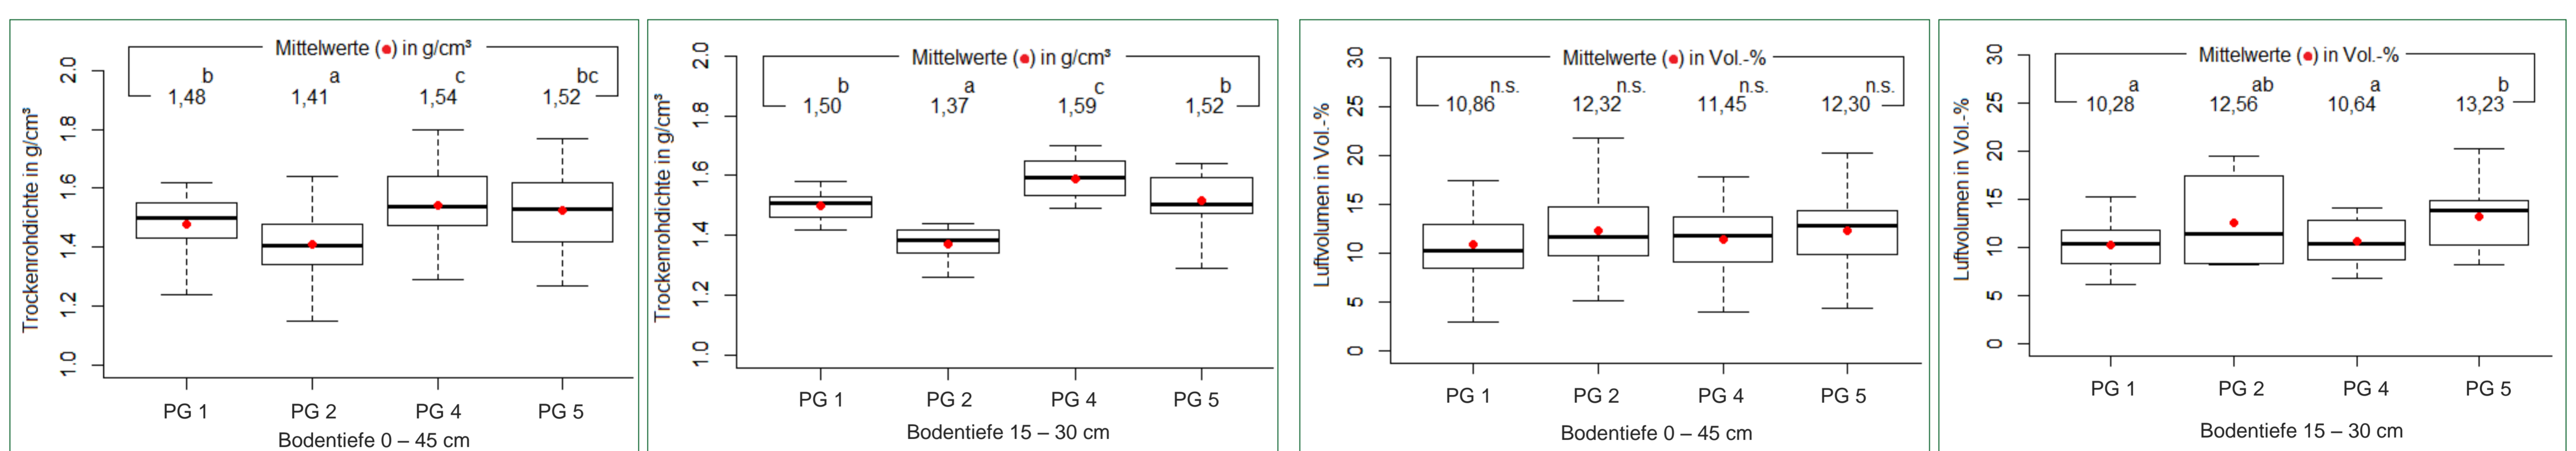 Mittelwerte (●) in g/cm³
b a c bc
1,48 1,41 1,54 1,52
Trockenrohdichte in g/cm³
2.0
1.8
1.6
1.4
1.2
1.0
PG 1 PG 2 PG 4 PG 5
Bodentiefe 0 – 45 cm
Mittelwerte (●) in g/cm³
b a c b
1,50 1,37 1,59 1,52
Trockenrohdichte in g/cm³
2.0
1.8
1.6
1.4
1.2
1.0
PG 1 PG 2 PG 4 PG 5
Bodentiefe 15 – 30 cm
Mittelwerte (●) in Vol.-%
n.s. n.s. n.s. n.s.
10,86 12,32 11,45 12,30
Luftvolumen in Vol.-%
30
25
20
15
10
5
0
PG 1 PG 2 PG 4 PG 5
Bodentiefe 0 – 45 cm
Mittelwerte (●) in Vol.-%
a ab a b
10,28 12,56 10,64 13,23
Luftvolumen in Vol.-%
30
25
20
15
10
5
0
PG 1 PG 2 PG 4 PG 5
Bodentiefe 15 – 30 cm